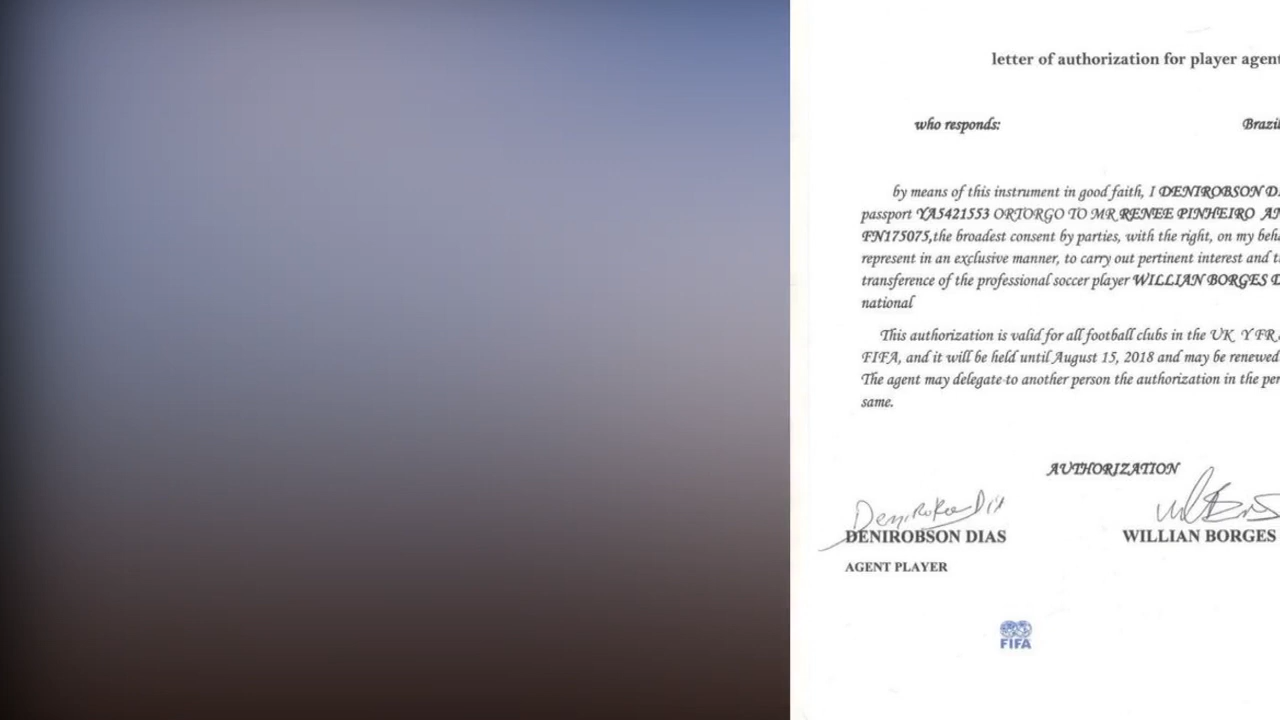 letter of authorization for player agent
who responds: Brazil
by means of this instrument in good faith, I DENIROBSON D
passport YA5421553 ORTORGO TO MR RENEE PINHEIRO AN
FN175075,the broadest consent by parties, with the right, on my beha
represent in an exclusive manner, to carry out pertinent interest and t
transference of the professional soccer player WILLIAN BORGES D
national
This authorization is valid for all football clubs in the UK Y FR
FIFA, and it will be held until August 15, 2018 and may be renewed
The agent may delegate to another person the authorization in the per
same.
AUTHORIZATION
DENIROBSON DIAS WILLIAN BORGES
AGENT PLAYER
FIFA